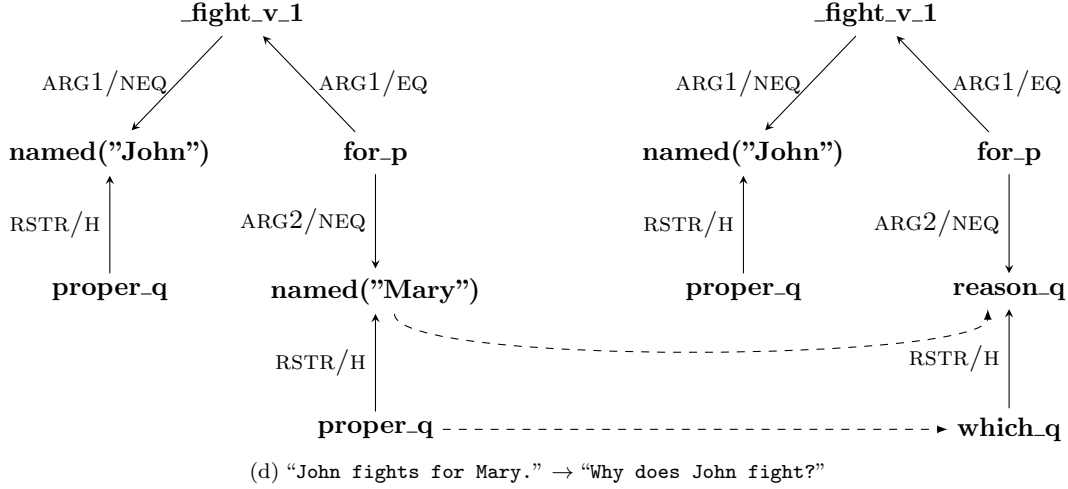 _fight_v_1 _fight_v_1
ARG1/NEQ ARG1/EQ ARG1/NEQ ARG1/EQ
named("John") for_p named("John") for_p
RSTR/H ARG2/NEQ RSTR/H ARG2/NEQ
proper_q named("Mary") proper_q reason_q
RSTR/H RSTR/H
proper_q which_q
(d) “John fights for Mary.” → “Why does John fight?”